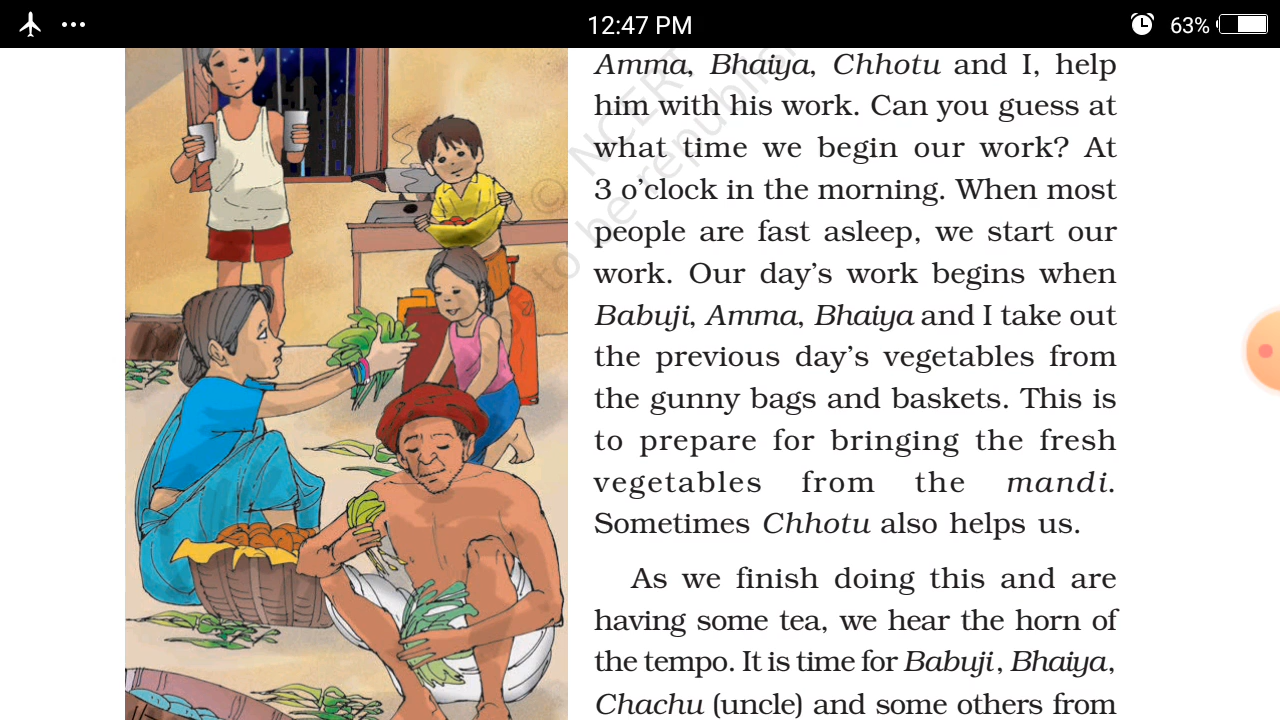 12:47 PM
63%
Amma, Bhaiya, Chhotu and I, help
him with his work. Can you guess at
what time we begin our work? At
3 o'clock in the morning. When most
people are fast asleep, we start our
work. Our day's work begins when
Babuji, Amma, Bhaiya and I take out
the previous day's vegetables from
the gunny bags and baskets. This is
to prepare for bringing the fresh
vegetables from the mandi.
Sometimes Chhotu also helps us.
As we finish doing this and are
having some tea, we hear the horn of
the tempo. It is time for Babuji, Bhaiya,
Chachu (uncle) and some others from
© NCERT
to be republished